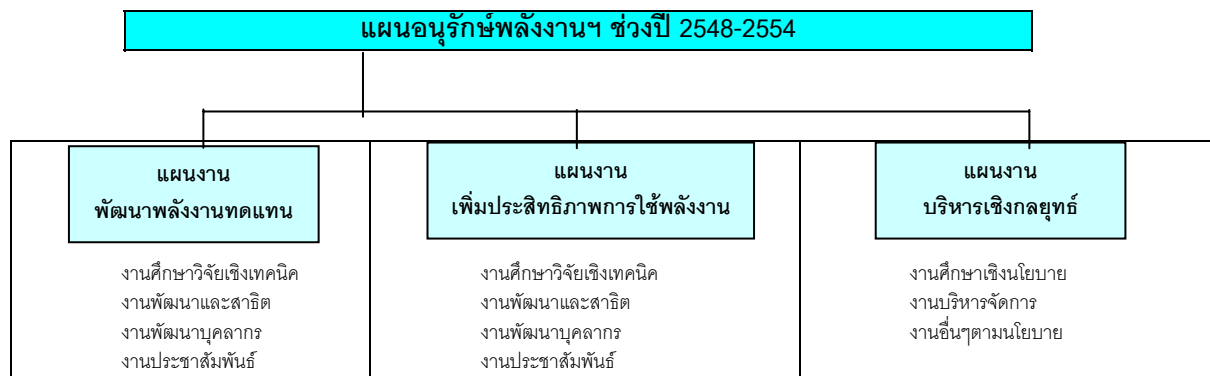 แผนอนุรักษ์พลังงานฯ ช่วงปี 2548-2554
แผนงาน
พัฒนาพลังงานทดแทน
งานศึกษาวิจัยเชิงเทคนิค
งานพัฒนาและสาธิต
งานพัฒนาบุคลากร
งานประชาสัมพันธ์
แผนงาน
เพิ่มประสิทธิภาพการใช้พลังงาน
งานศึกษาวิจัยเชิงเทคนิค
งานพัฒนาและสาธิต
งานพัฒนาบุคลากร
งานประชาสัมพันธ์
แผนงาน
บริหารเชิงกลยุทธ์
งานศึกษาเชิงนโยบาย
งานบริหารจัดการ
งานอื่นๆตามนโยบาย